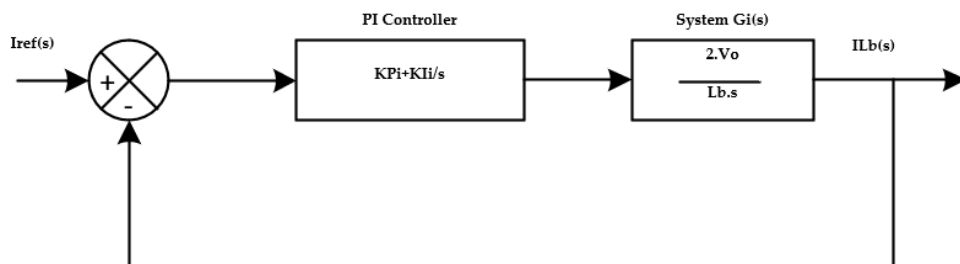 PI Controller
System Gi(s)
Iref(s)
ILb(s)
+
-
KPi+KIi/s
2.Vo
Lb.s